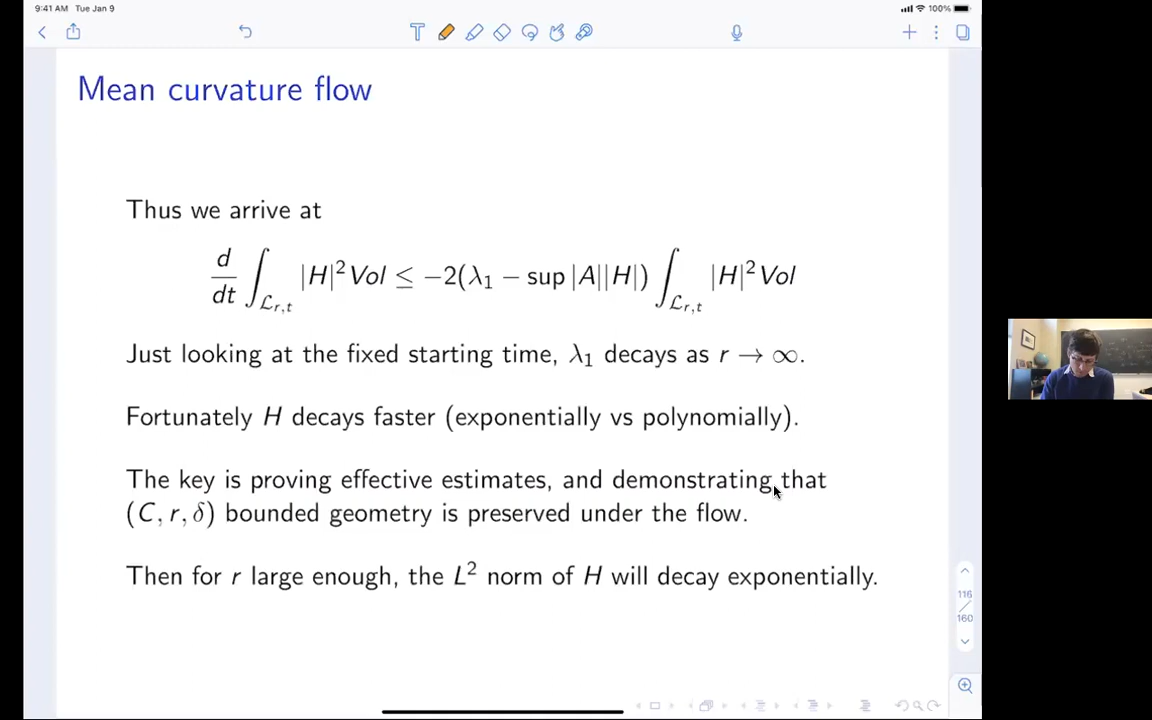 9:41 AM Tue Jan 9
100%
Mean curvature flow
Thus we arrive at
d/dt ∫_{ℒ_{r,t}} |H|² Vol ≤ −2(λ₁ − sup |A||H|) ∫_{ℒ_{r,t}} |H|² Vol
Just looking at the fixed starting time, λ₁ decays as r → ∞.
Fortunately H decays faster (exponentially vs polynomially).
The key is proving effective estimates, and demonstrating that
(C, r, δ) bounded geometry is preserved under the flow.
Then for r large enough, the L² norm of H will decay exponentially.
116
/
160